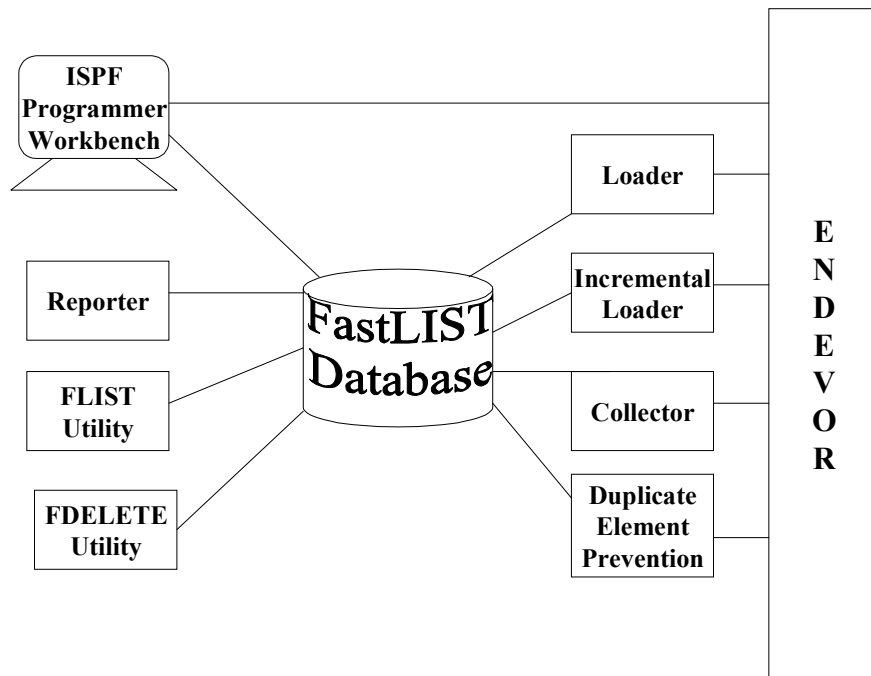 ISPF
Programmer
Workbench
Reporter
FLIST
Utility
FDELETE
Utility
FastLIST
Database
Loader
Incremental
Loader
Collector
Duplicate
Element
Prevention
E
N
D
E
V
O
R